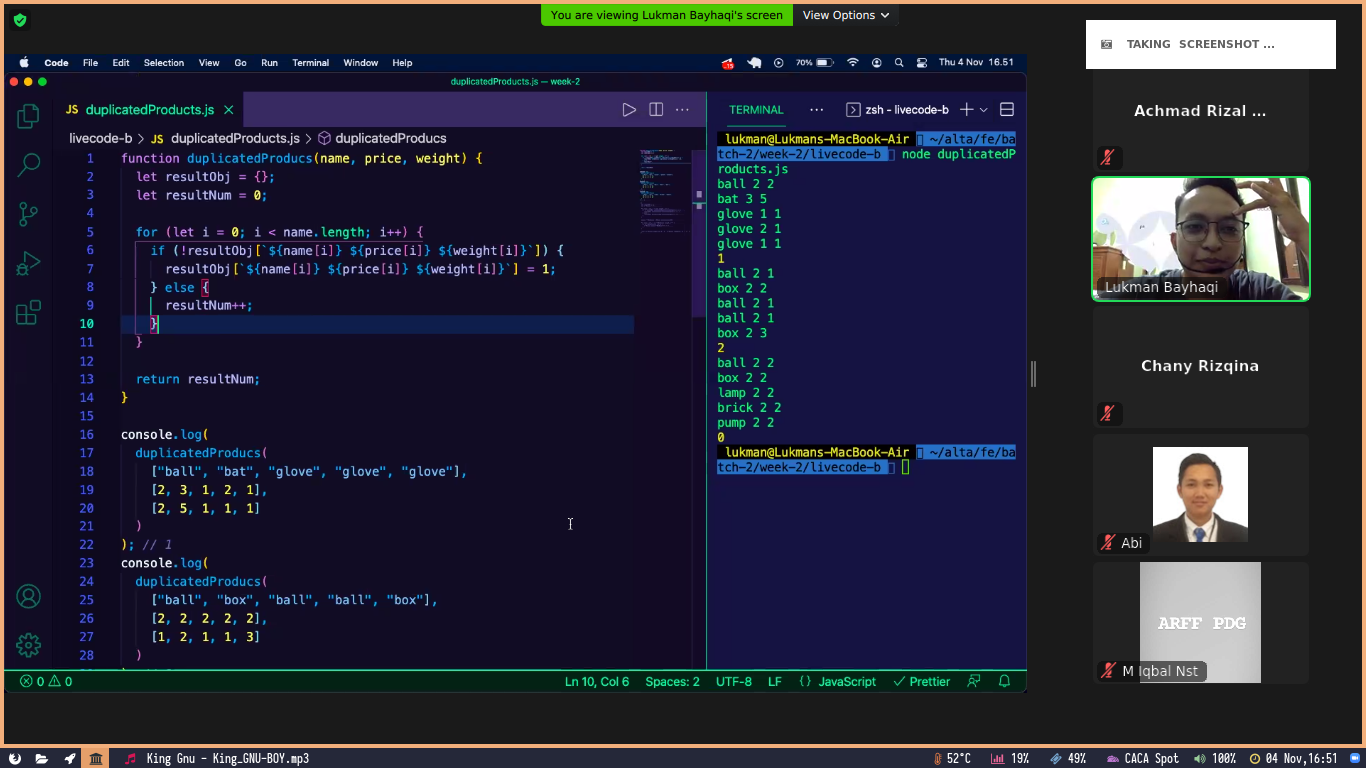 You are viewing Lukman Bayhaqi's screen
View Options
TAKING SCREENSHOT ...
Code File Edit Selection View Go Run Terminal Window Help
70%
Thu 4 Nov 16.51
duplicatedProducts.js — week-2
JS duplicatedProducts.js
livecode-b > JS duplicatedProducts.js > duplicatedProducs
1 function duplicatedProducs(name, price, weight) {
2 let resultObj = {};
3 let resultNum = 0;
4
5 for (let i = 0; i < name.length; i++) {
6 if (!resultObj[`${name[i]} ${price[i]} ${weight[i]}`]) {
7 resultObj[`${name[i]} ${price[i]} ${weight[i]}`] = 1;
8 } else {
9 resultNum++;
10 }
11 }
12
13 return resultNum;
14 }
15
16 console.log(
17 duplicatedProducs(
18 ["ball", "bat", "glove", "glove", "glove"],
19 [2, 3, 1, 2, 1],
20 [2, 5, 1, 1, 1]
21 )
22 ); // 1
23 console.log(
24 duplicatedProducs(
25 ["ball", "box", "ball", "ball", "box"],
26 [2, 2, 2, 2, 2],
27 [1, 2, 1, 1, 3]
28 )
TERMINAL
zsh - livecode-b
lukman@Lukmans-MacBook-Air ~/alta/fe/ba
tch-2/week-2/livecode-b node duplicatedP
roducts.js
ball 2 2
bat 3 5
glove 1 1
glove 2 1
glove 1 1
1
ball 2 1
box 2 2
ball 2 1
ball 2 1
box 2 3
2
ball 2 2
box 2 2
lamp 2 2
brick 2 2
pump 2 2
0
lukman@Lukmans-MacBook-Air ~/alta/fe/ba
tch-2/week-2/livecode-b
0 0
Ln 10, Col 6
Spaces: 2
UTF-8
LF
{} JavaScript
Prettier
Achmad Rizal ...
Lukman Bayhaqi
Chany Rizqina
Abi
ARFF PDG
M Iqbal Nst
King Gnu - King_GNU-BOY.mp3
52°C
19%
49%
CACA Spot
100%
04 Nov,16:51